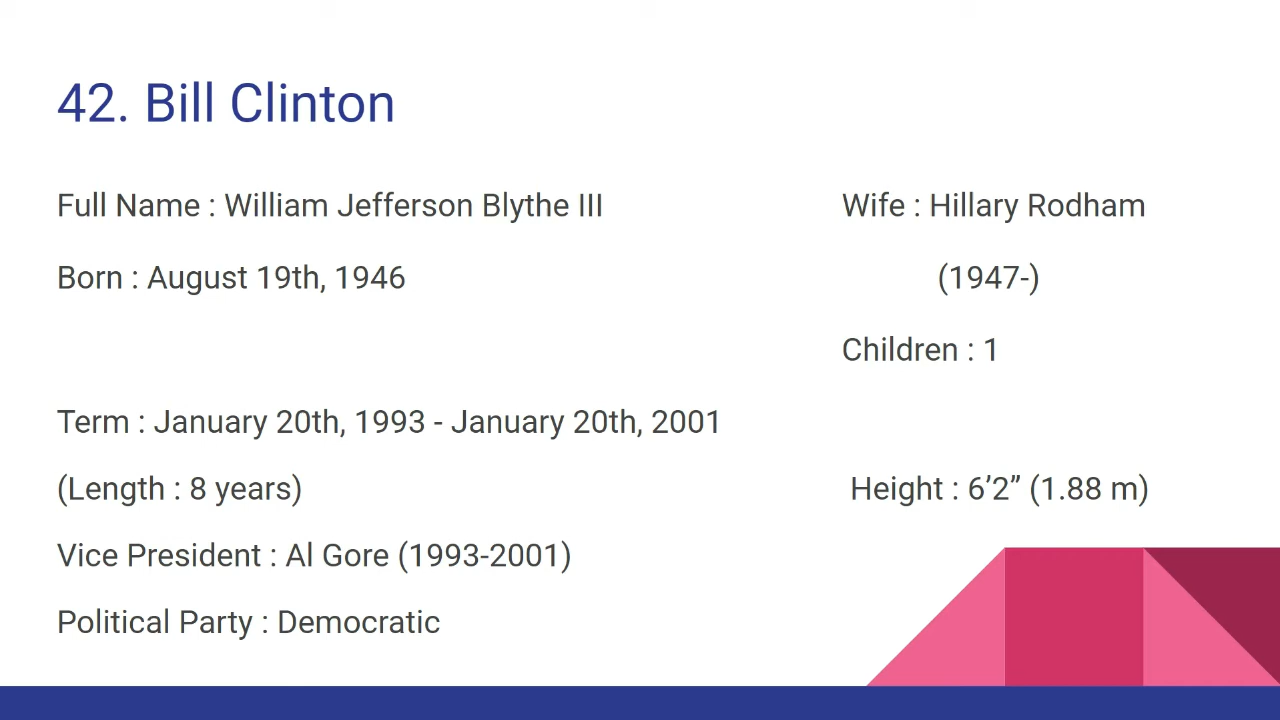 42. Bill Clinton
Full Name : William Jefferson Blythe III
Born : August 19th, 1946
Term : January 20th, 1993 - January 20th, 2001
(Length : 8 years)
Vice President : Al Gore (1993-2001)
Political Party : Democratic
Wife : Hillary Rodham
(1947-)
Children : 1
Height : 6’2” (1.88 m)